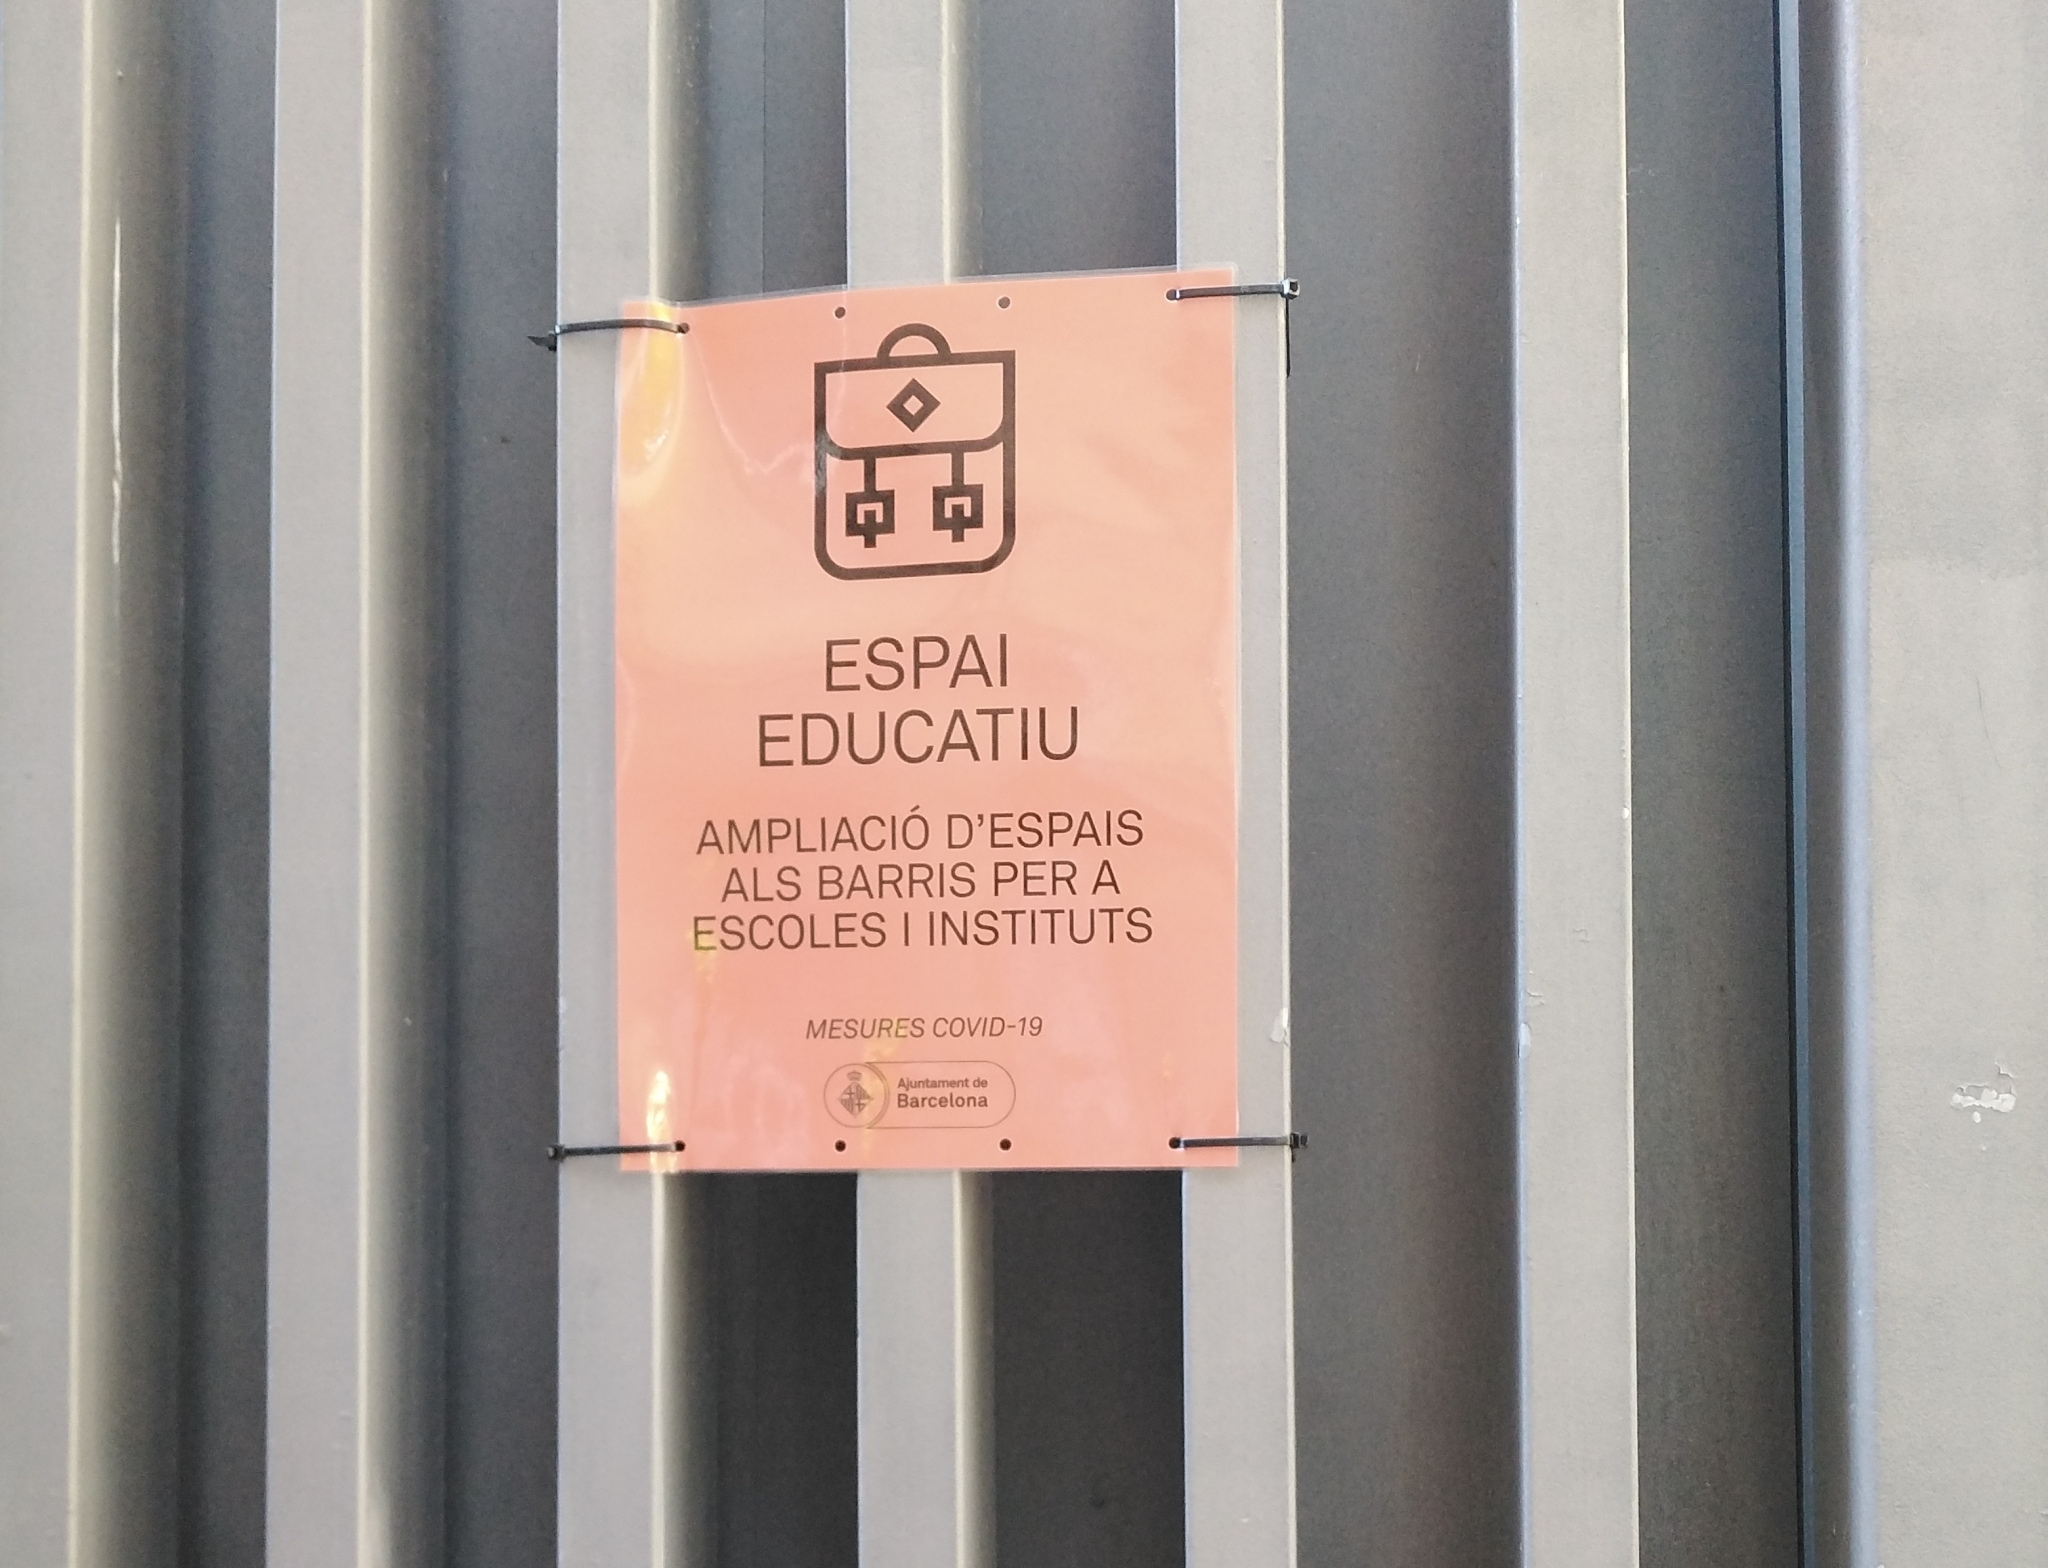 ESPAI
EDUCATIU
AMPLIACIÓ D'ESPAIS
ALS BARRIS PER A
ESCOLES I INSTITUTS
MESURES COVID-19
Ajuntament de
Barcelona